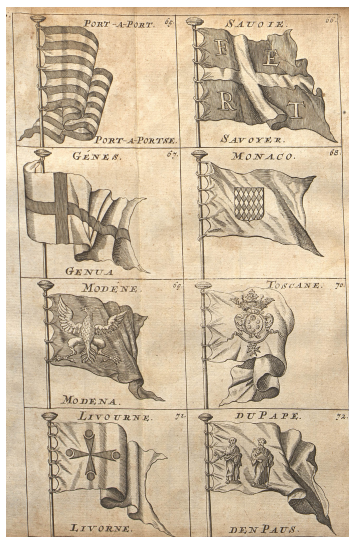 PORT-A-PORT. 65.
PORT-A-PORTSE.
SAVOIE. 66.
F E
R T
SAVOYER.
GENES. 67.
GENUA
MONACO. 68.
MODENE. 69.
MODENA.
TOSCANE. 70.
LIVOURNE. 71.
LIVORNE.
DU PAPE. 72.
DEN PAUS.